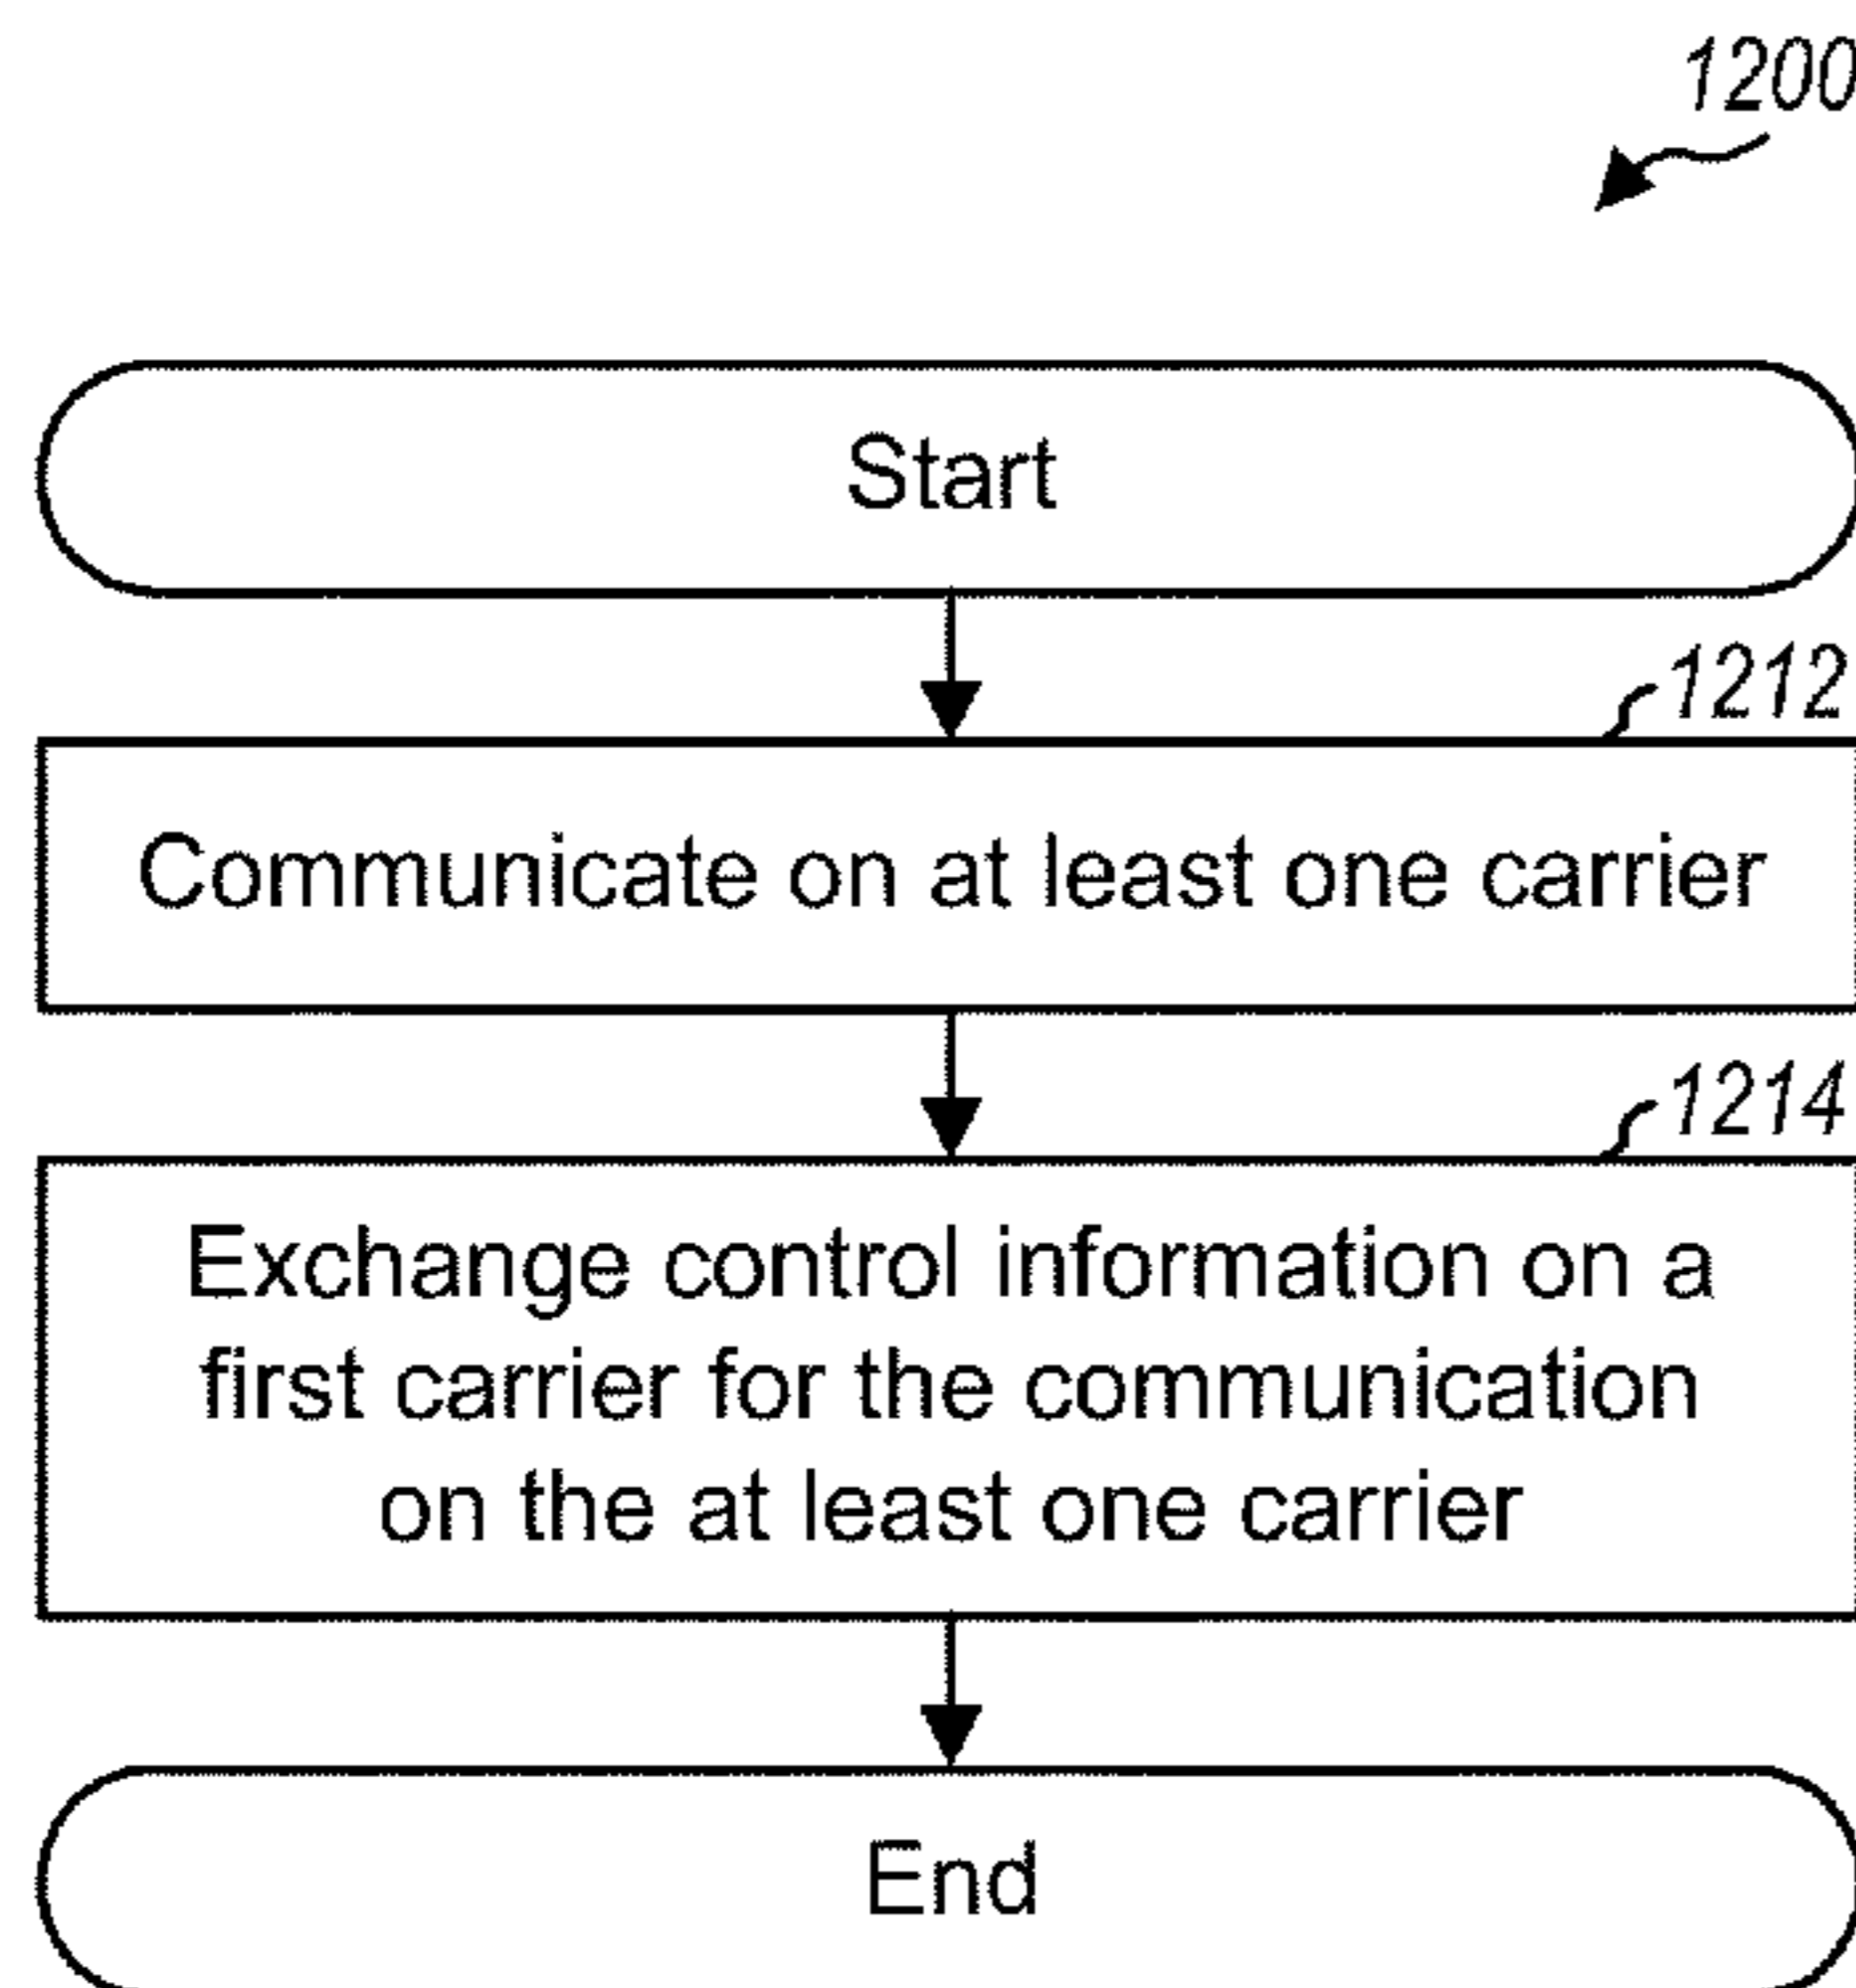 1200
Start
1212
Communicate on at least one carrier
1214
Exchange control information on a
first carrier for the communication
on the at least one carrier
End